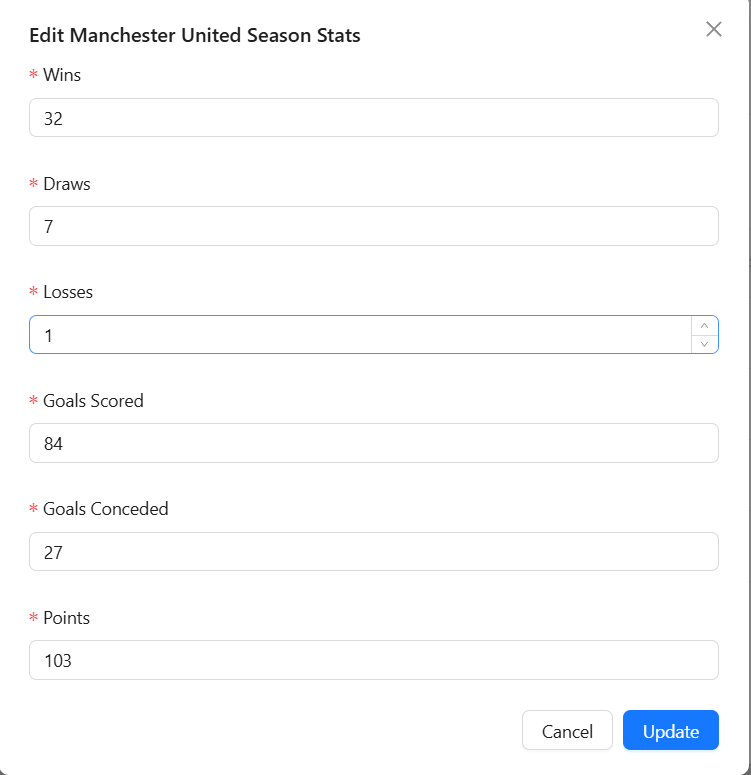 Edit Manchester United Season Stats
* Wins
32
* Draws
7
* Losses
1
* Goals Scored
84
* Goals Conceded
27
* Points
103
Cancel Update